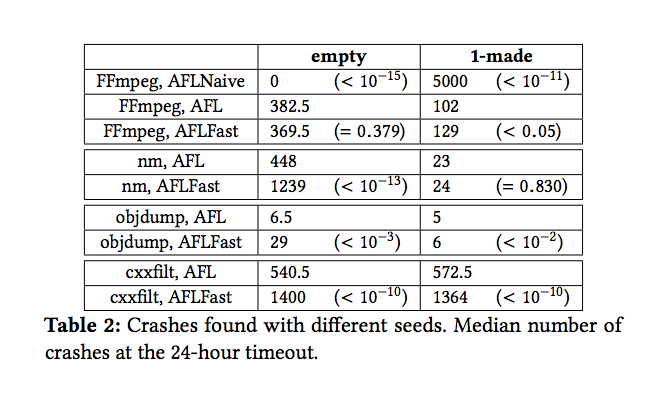 empty 1-made
FFmpeg, AFLNaive 0 (< 10⁻¹⁵) 5000 (< 10⁻¹¹)
FFmpeg, AFL 382.5 102
FFmpeg, AFLFast 369.5 (= 0.379) 129 (< 0.05)
nm, AFL 448 23
nm, AFLFast 1239 (< 10⁻¹³) 24 (= 0.830)
objdump, AFL 6.5 5
objdump, AFLFast 29 (< 10⁻³) 6 (< 10⁻²)
cxxfilt, AFL 540.5 572.5
cxxfilt, AFLFast 1400 (< 10⁻¹⁰) 1364 (< 10⁻¹⁰)
Table 2: Crashes found with different seeds. Median number of
crashes at the 24-hour timeout.